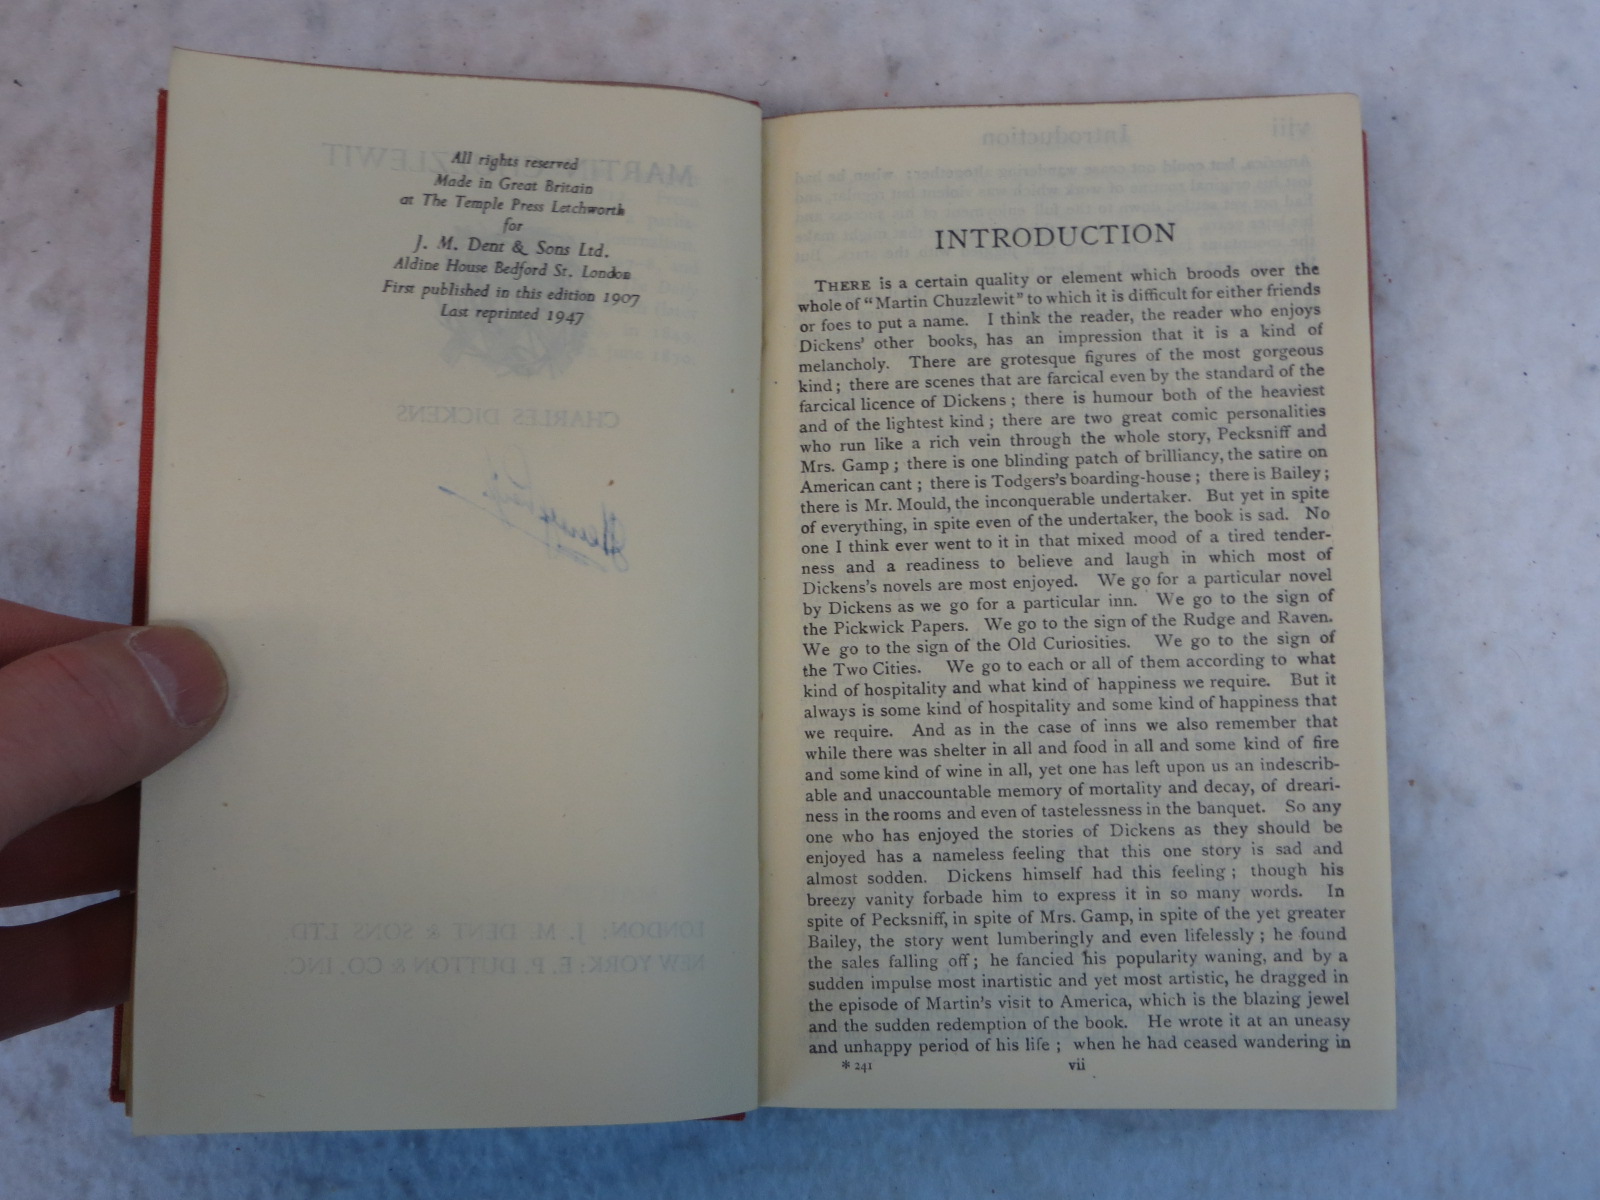 All rights reserved
Made in Great Britain
at The Temple Press Letchworth
for
J. M. Dent & Sons Ltd.
Aldine House Bedford St. London
First published in this edition 1907
Last reprinted 1947
MARTIN CHUZZLEWIT
CHARLES DICKENS
LONDON: J. M. DENT & SONS LTD.
NEW YORK: E. P. DUTTON & CO. INC.
viii
Introduction
INTRODUCTION
THERE is a certain quality or element which broods over the
whole of "Martin Chuzzlewit" to which it is difficult for either friends
or foes to put a name. I think the reader, the reader who enjoys
Dickens' other books, has an impression that it is a kind of
melancholy. There are grotesque figures of the most gorgeous
kind; there are scenes that are farcical even by the standard of the
farcical licence of Dickens; there is humour both of the heaviest
and of the lightest kind; there are two great comic personalities
who run like a rich vein through the whole story, Pecksniff and
Mrs. Gamp; there is one blinding patch of brilliancy, the satire on
American cant; there is Todgers's boarding-house; there is Bailey;
there is Mr. Mould, the inconquerable undertaker. But yet in spite
of everything, in spite even of the undertaker, the book is sad. No
one I think ever went to it in that mixed mood of a tired tender-
ness and a readiness to believe and laugh in which most of
Dickens's novels are most enjoyed. We go for a particular novel
by Dickens as we go for a particular inn. We go to the sign of
the Pickwick Papers. We go to the sign of the Rudge and Raven.
We go to the sign of the Old Curiosities. We go to the sign of
the Two Cities. We go to each or all of them according to what
kind of hospitality and what kind of happiness we require. But it
always is some kind of hospitality and some kind of happiness that
we require. And as in the case of inns we also remember that
while there was shelter in all and food in all and some kind of fire
and some kind of wine in all, yet one has left upon us an indescrib-
able and unaccountable memory of mortality and decay, of dreari-
ness in the rooms and even of tastelessness in the banquet. So any
one who has enjoyed the stories of Dickens as they should be
enjoyed has a nameless feeling that this one story is sad and
almost sodden. Dickens himself had this feeling; though his
breezy vanity forbade him to express it in so many words. In
spite of Pecksniff, in spite of Mrs. Gamp, in spite of the yet greater
Bailey, the story went lumberingly and even lifelessly; he found
the sales falling off; he fancied his popularity waning, and by a
sudden impulse most inartistic and yet most artistic, he dragged in
the episode of Martin's visit to America, which is the blazing jewel
and the sudden redemption of the book. He wrote it at an uneasy
and unhappy period of his life; when he had ceased wandering in
* 241
vii